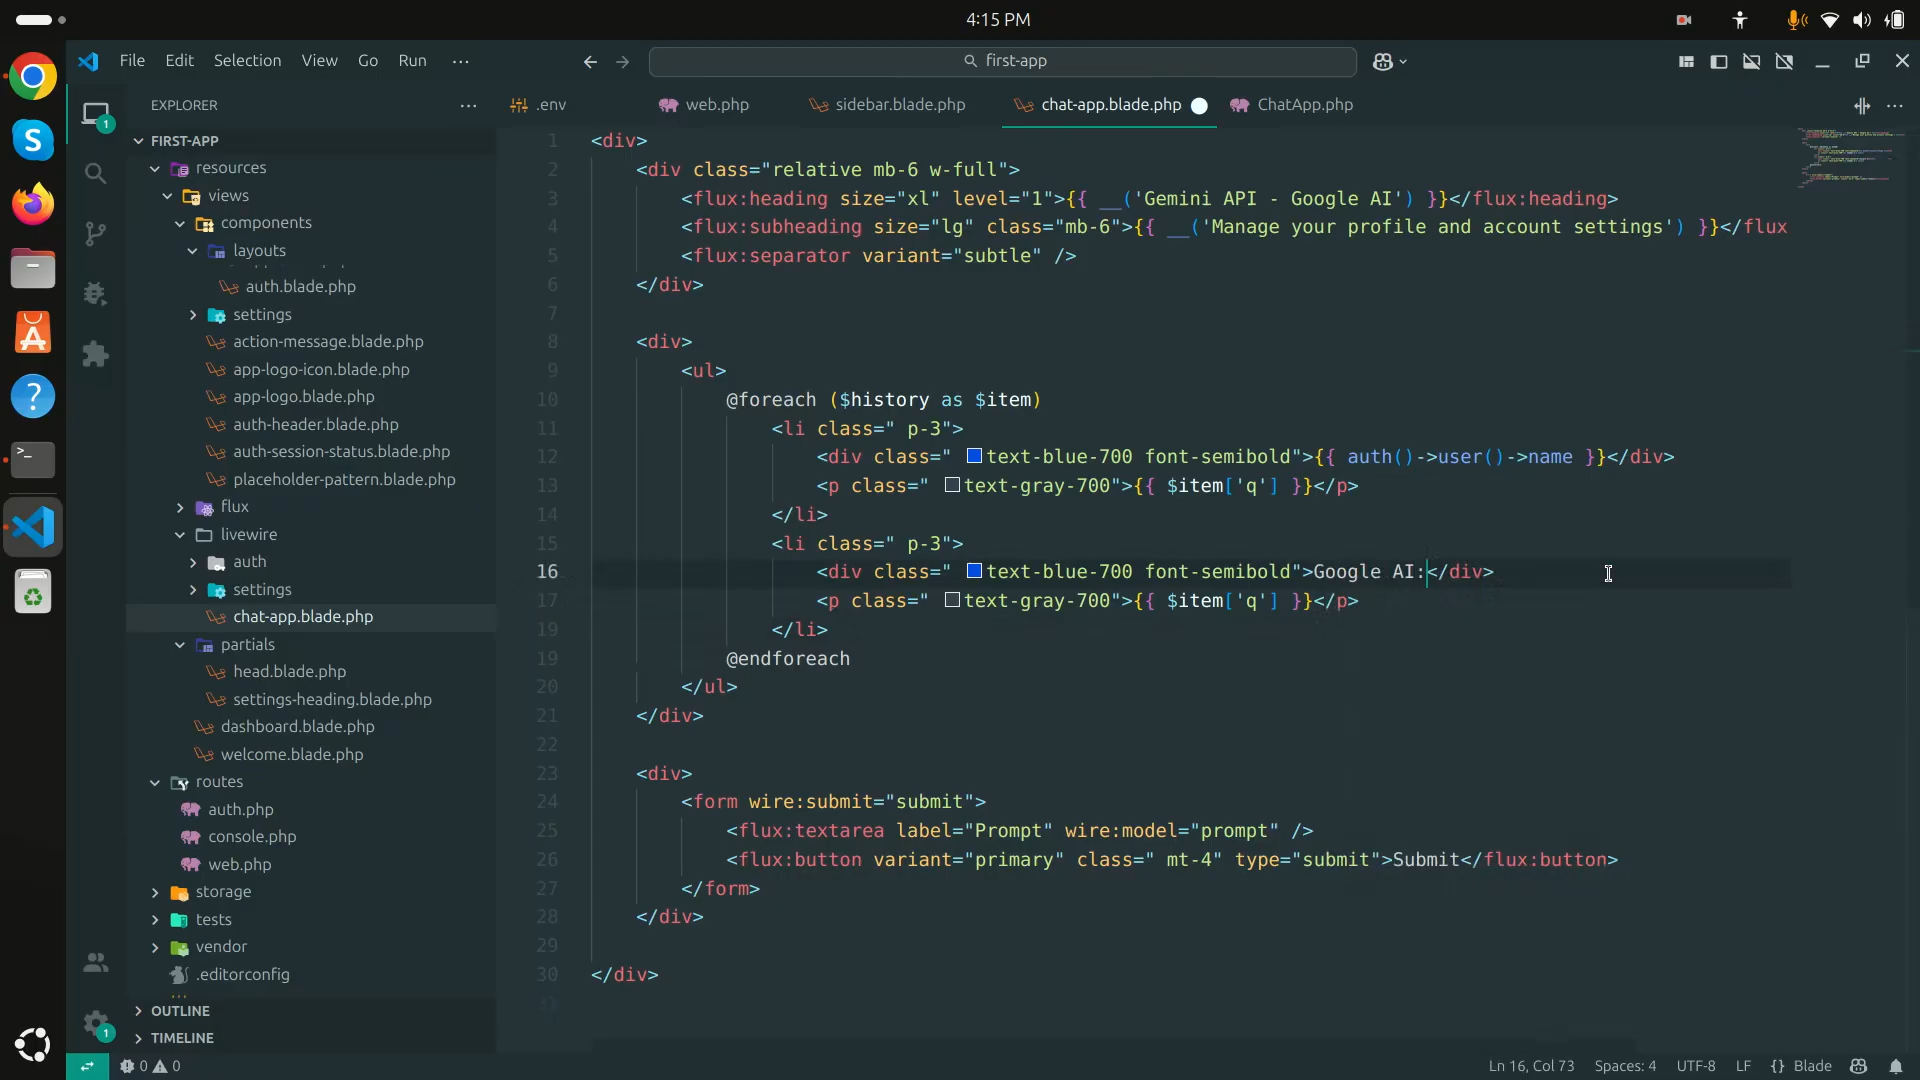 4:15 PM
File Edit Selection View Go Run ···
first-app
EXPLORER ···
FIRST-APP
resources
views
components
layouts
auth.blade.php
settings
action-message.blade.php
app-logo-icon.blade.php
app-logo.blade.php
auth-header.blade.php
auth-session-status.blade.php
placeholder-pattern.blade.php
flux
livewire
auth
settings
chat-app.blade.php
partials
head.blade.php
settings-heading.blade.php
dashboard.blade.php
welcome.blade.php
routes
auth.php
console.php
web.php
storage
tests
vendor
.editorconfig
OUTLINE
TIMELINE
1
1
.env web.php sidebar.blade.php chat-app.blade.php ChatApp.php
1 <div>
2 <div class="relative mb-6 w-full">
3 <flux:heading size="xl" level="1">{{ __('Gemini API - Google AI') }}</flux:heading>
4 <flux:subheading size="lg" class="mb-6">{{ __('Manage your profile and account settings') }}</flux
5 <flux:separator variant="subtle" />
6 </div>
7
8 <div>
9 <ul>
10 @foreach ($history as $item)
11 <li class=" p-3">
12 <div class=" text-blue-700 font-semibold">{{ auth()->user()->name }}</div>
13 <p class=" text-gray-700">{{ $item['q'] }}</p>
14 </li>
15 <li class=" p-3">
16 <div class=" text-blue-700 font-semibold">Google AI:</div>
17 <p class=" text-gray-700">{{ $item['q'] }}</p>
19 </li>
19 @endforeach
20 </ul>
21 </div>
22
23 <div>
24 <form wire:submit="submit">
25 <flux:textarea label="Prompt" wire:model="prompt" />
26 <flux:button variant="primary" class=" mt-4" type="submit">Submit</flux:button>
27 </form>
28 </div>
29
30 </div>
31
0 0 Ln 16, Col 73 Spaces: 4 UTF-8 LF {} Blade